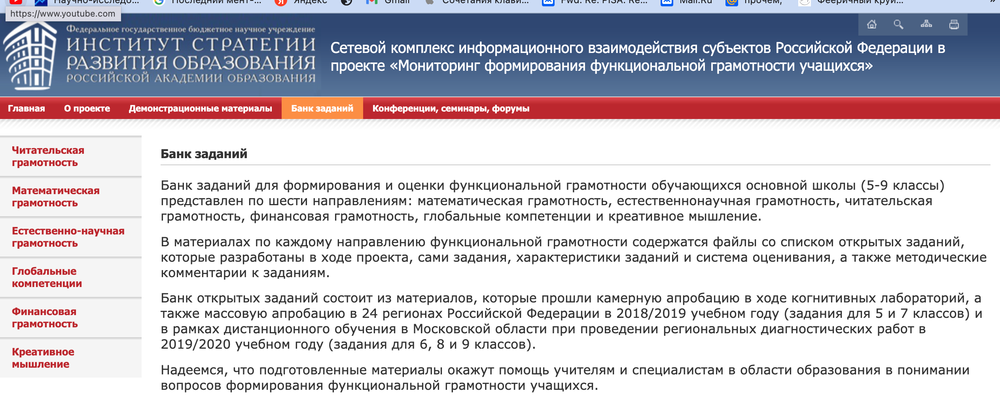 Научно-исследо...
Последний мент-...
Яндекс
Gmail
Сочетания клави...
Fwd: Re: PISA: Re...
Mail.Ru
прочем,
Фееричный круи...
https://www.youtube.com
Федеральное государственное бюджетное научное учреждение
ИНСТИТУТ СТРАТЕГИИ
РАЗВИТИЯ ОБРАЗОВАНИЯ
РОССИЙСКОЙ АКАДЕМИИ ОБРАЗОВАНИЯ
Сетевой комплекс информационного взаимодействия субъектов Российской Федерации в
проекте «Мониторинг формирования функциональной грамотности учащихся»
Главная О проекте Демонстрационные материалы Банк заданий Конференции, семинары, форумы
Читательская
грамотность
Математическая
грамотность
Естественно-научная
грамотность
Глобальные
компетенции
Финансовая
грамотность
Креативное
мышление
Банк заданий
Банк заданий для формирования и оценки функциональной грамотности обучающихся основной школы (5-9 классы)
представлен по шести направлениям: математическая грамотность, естественнонаучная грамотность, читательская
грамотность, финансовая грамотность, глобальные компетенции и креативное мышление.
В материалах по каждому направлению функциональной грамотности содержатся файлы со списком открытых заданий,
которые разработаны в ходе проекта, сами задания, характеристики заданий и система оценивания, а также методические
комментарии к заданиям.
Банк открытых заданий состоит из материалов, которые прошли камерную апробацию в ходе когнитивных лабораторий, а
также массовую апробацию в 24 регионах Российской Федерации в 2018/2019 учебном году (задания для 5 и 7 классов) и
в рамках дистанционного обучения в Московской области при проведении региональных диагностических работ в
2019/2020 учебном году (задания для 6, 8 и 9 классов).
Надеемся, что подготовленные материалы окажут помощь учителям и специалистам в области образования в понимании
вопросов формирования функциональной грамотности учащихся.